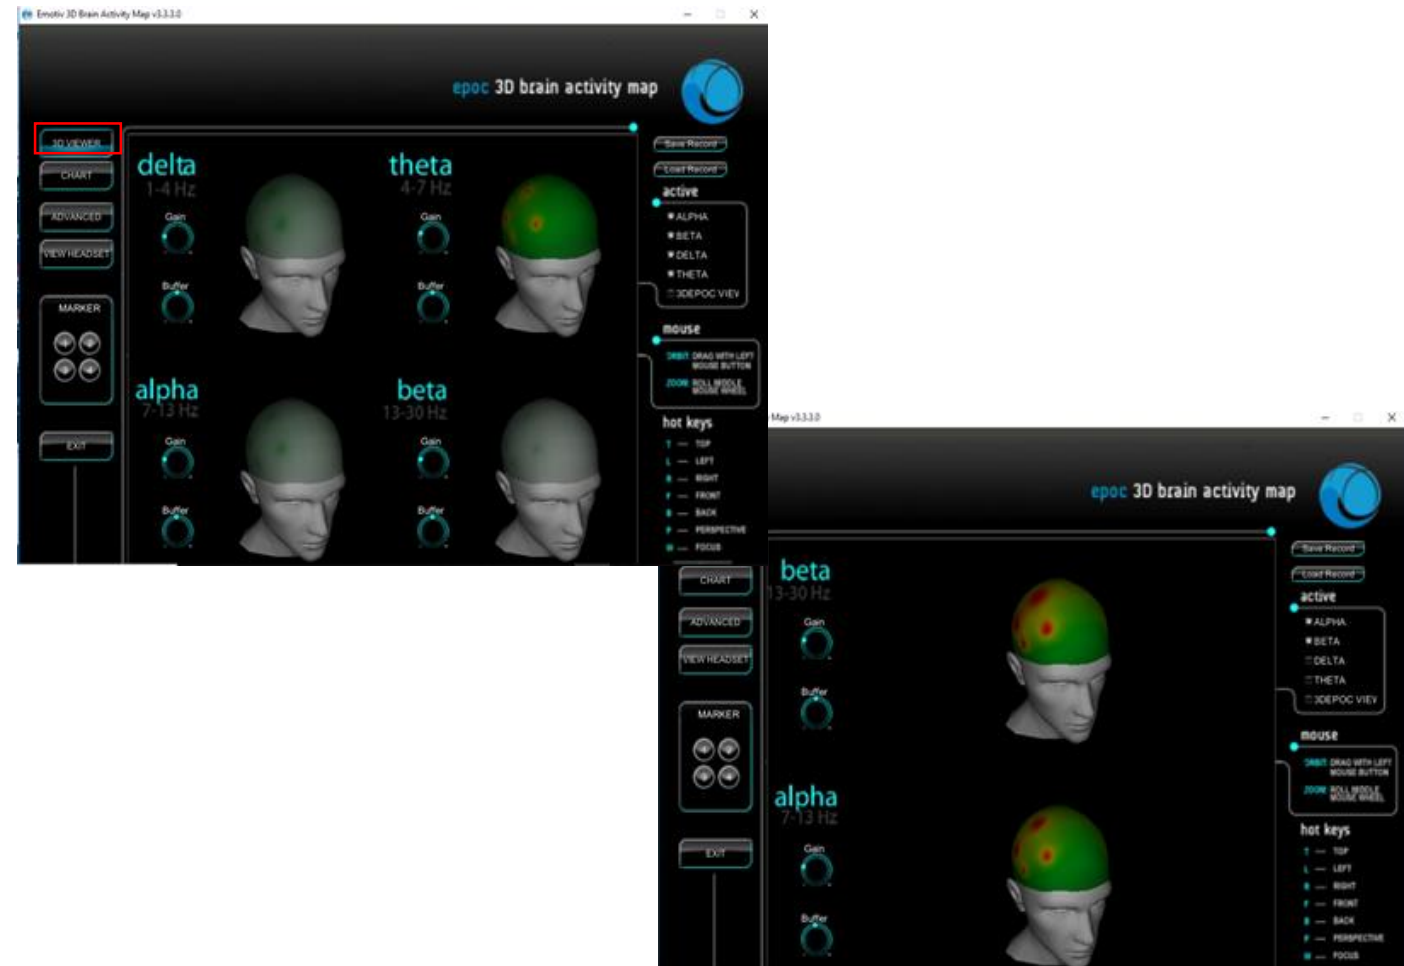 Emotiv 3D Brain Activity Map v3.3.3.0
epoc 3D brain activity map
3D VIEWER
CHART
ADVANCED
VIEW HEADSET
MARKER
EXIT
delta
1-4 Hz
Gain
Buffer
theta
4-7 Hz
Gain
Buffer
alpha
7-13 Hz
Gain
Buffer
beta
13-30 Hz
Gain
Buffer
Save Record
Load Record
active
ALPHA
BETA
DELTA
THETA
3DEPOC VIEV
mouse
ORBIT: DRAG WITH LEFT
MOUSE BUTTON
ZOOM: ROLL MIDDLE
MOUSE WHEEL
hot keys
T — TOP
L — LEFT
R — RIGHT
F — FRONT
B — BACK
P — PERSPECTIVE
M — FOCUS
Map v3.3.3.0
epoc 3D brain activity map
CHART
ADVANCED
VIEW HEADSET
MARKER
EXIT
beta
13-30 Hz
Gain
Buffer
alpha
7-13 Hz
Gain
Buffer
Save Record
Load Record
active
ALPHA
BETA
DELTA
THETA
3DEPOC VIEV
mouse
ORBIT: DRAG WITH LEFT
MOUSE BUTTON
ZOOM: ROLL MIDDLE
MOUSE WHEEL
hot keys
T — TOP
L — LEFT
R — RIGHT
F — FRONT
B — BACK
P — PERSPECTIVE
M — FOCUS